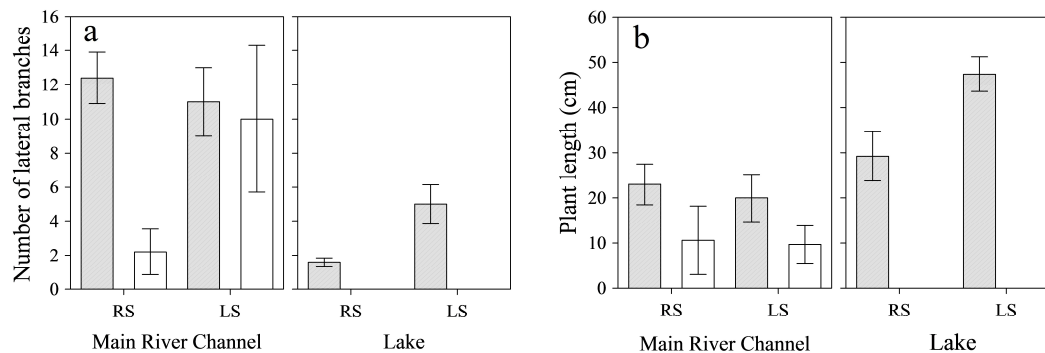 a
Number of lateral branches
16
14
12
10
8
6
4
2
0
RS
LS
RS
LS
Main River Channel
Lake
b
Plant length (cm)
60
50
40
30
20
10
0
RS
LS
RS
LS
Main River Channel
Lake